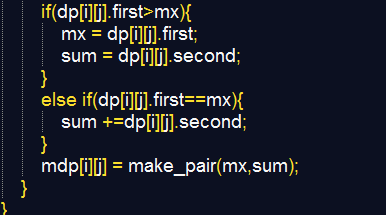 if(dp[i][j].first>mx){
mx = dp[i][j].first;
sum = dp[i][j].second;
}
else if(dp[i][j].first==mx){
sum +=dp[i][j].second;
}
mdp[i][j] = make_pair(mx,sum);
}
}